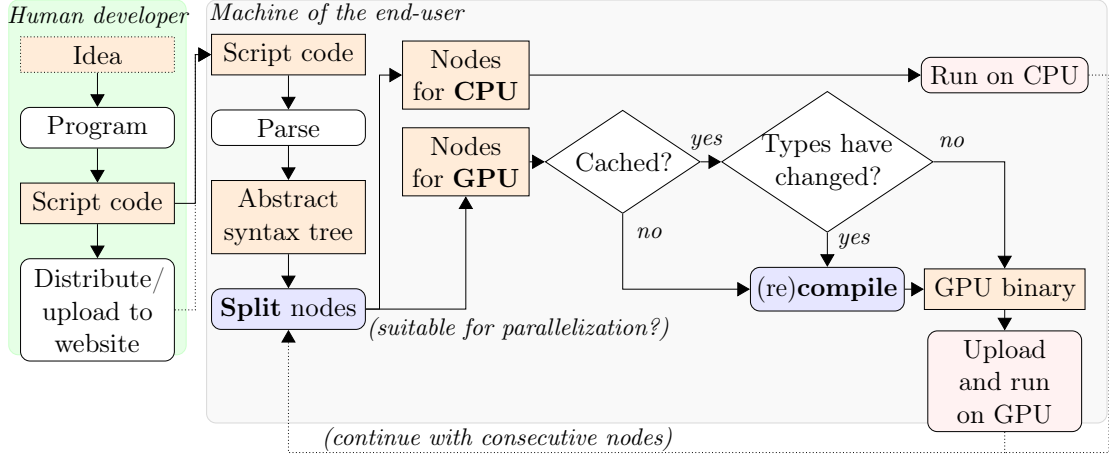 Human developer
Idea
Program
Script code
Distribute/
upload to
website
Machine of the end-user
Script code
Parse
Abstract
syntax tree
Split nodes
(suitable for parallelization?)
Nodes
for CPU
Nodes
for GPU
Cached?
yes
no
Types have
changed?
no
yes
(re)compile
GPU binary
Run on CPU
Upload
and run
on GPU
(continue with consecutive nodes)